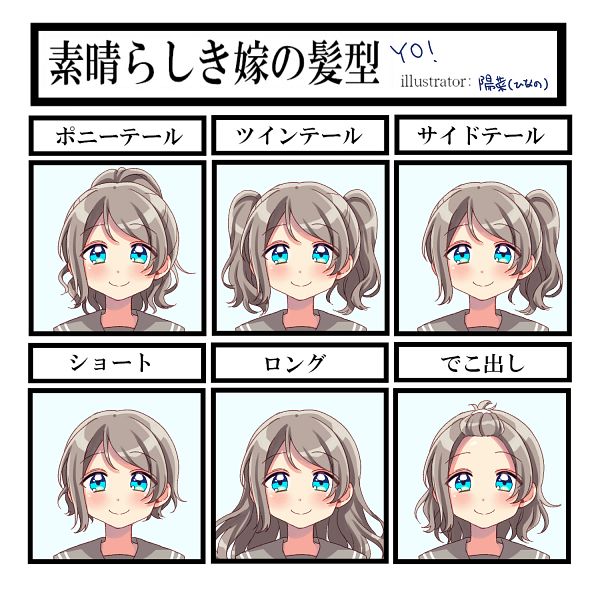 素晴らしき嫁の髪型 YO!
illustrator: 陽菜(ひなの)
ポニーテール ツインテール サイドテール
ショート ロング でこ出し